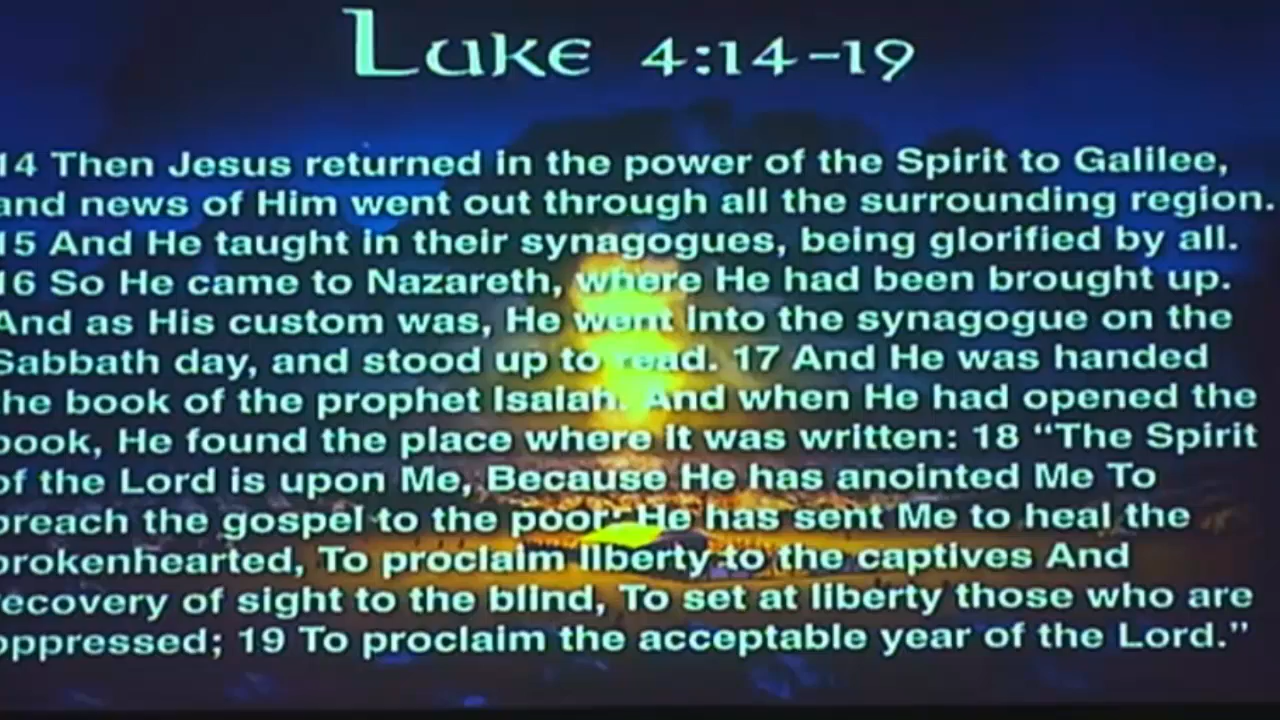 Luke 4:14-19
14 Then Jesus returned in the power of the Spirit to Galilee,
and news of Him went out through all the surrounding region.
15 And He taught in their synagogues, being glorified by all.
16 So He came to Nazareth, where He had been brought up.
And as His custom was, He went into the synagogue on the
Sabbath day, and stood up to read. 17 And He was handed
the book of the prophet Isaiah. And when He had opened the
book, He found the place where it was written: 18 “The Spirit
of the Lord is upon Me, Because He has anointed Me To
preach the gospel to the poor; He has sent Me to heal the
brokenhearted, To proclaim liberty to the captives And
recovery of sight to the blind, To set at liberty those who are
oppressed; 19 To proclaim the acceptable year of the Lord.”